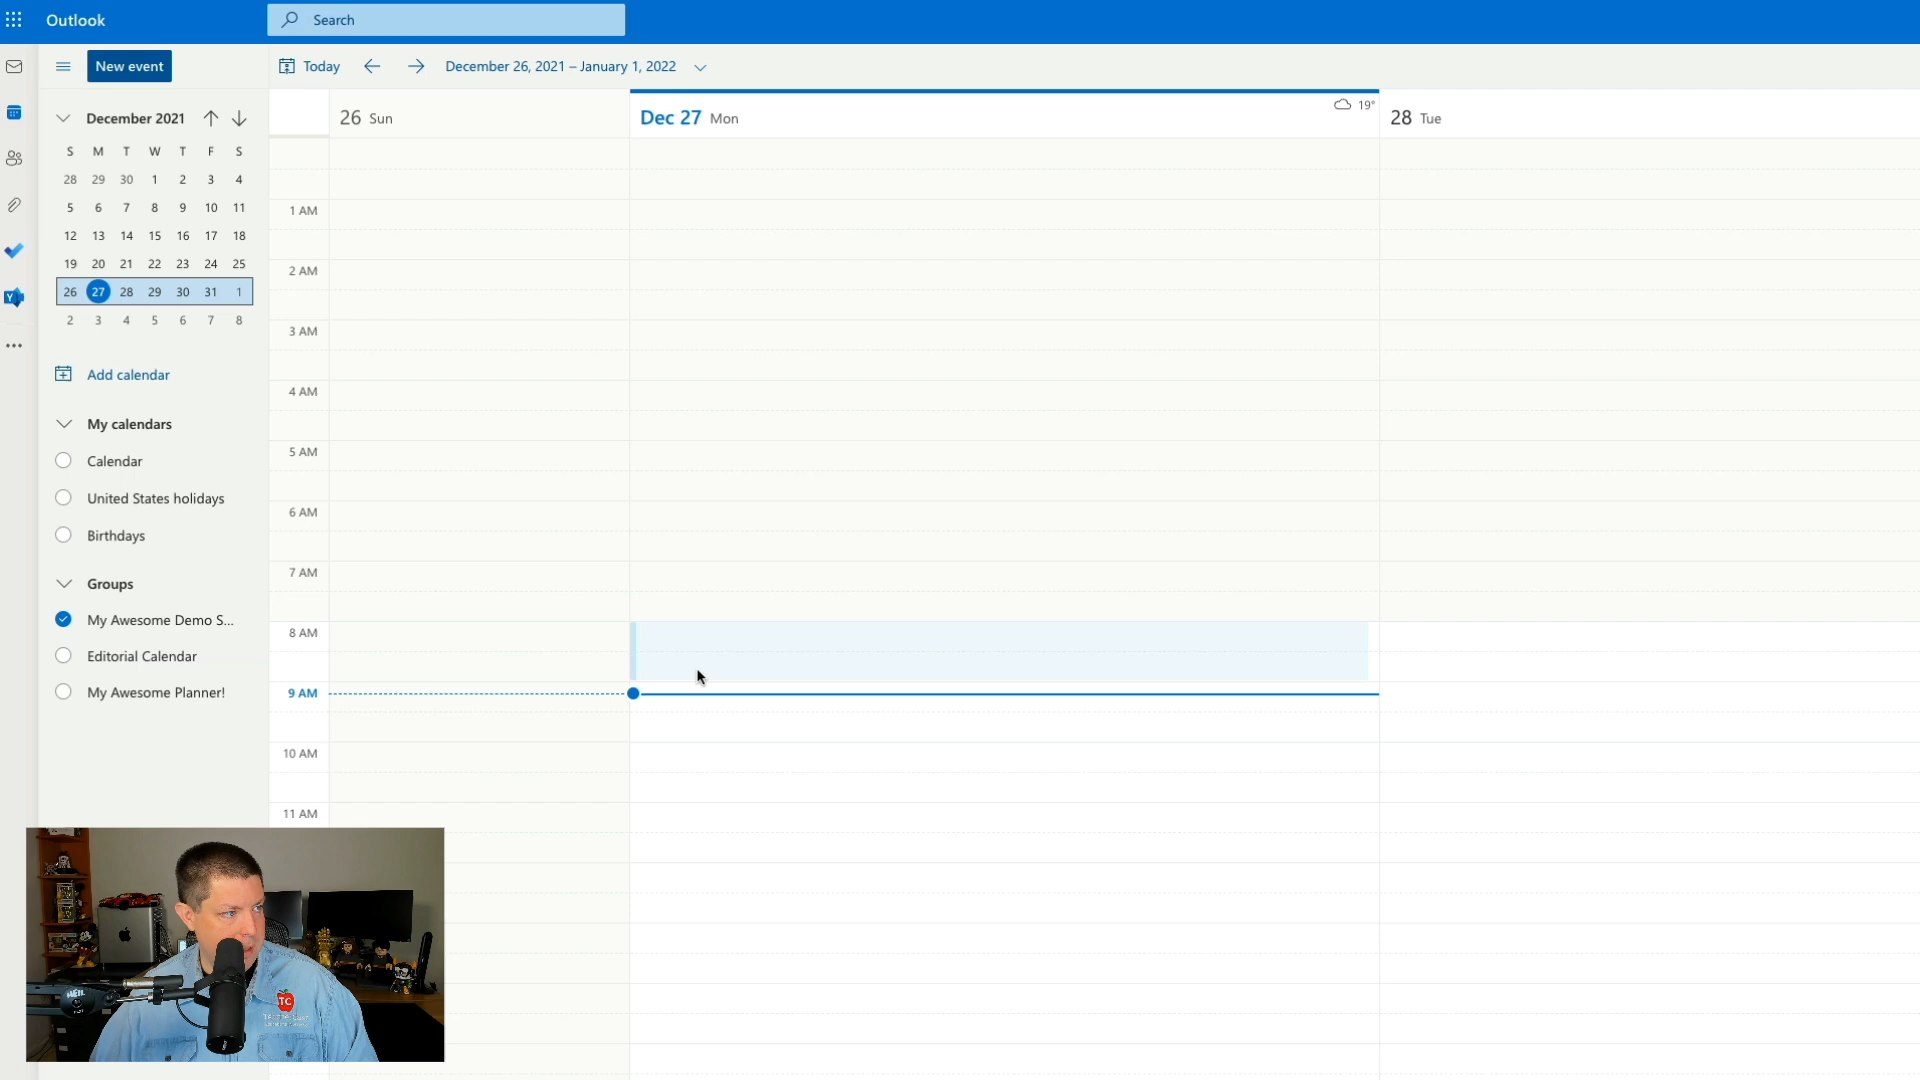 Outlook
Search
New event
Today
December 26, 2021 – January 1, 2022
December 2021
S M T W T F S
28 29 30 1 2 3 4
5 6 7 8 9 10 11
12 13 14 15 16 17 18
19 20 21 22 23 24 25
26 27 28 29 30 31 1
2 3 4 5 6 7 8
Add calendar
My calendars
Calendar
United States holidays
Birthdays
Groups
My Awesome Demo S...
Editorial Calendar
My Awesome Planner!
26 Sun
Dec 27 Mon
19°
28 Tue
1 AM
2 AM
3 AM
4 AM
5 AM
6 AM
7 AM
8 AM
9 AM
10 AM
11 AM
TC